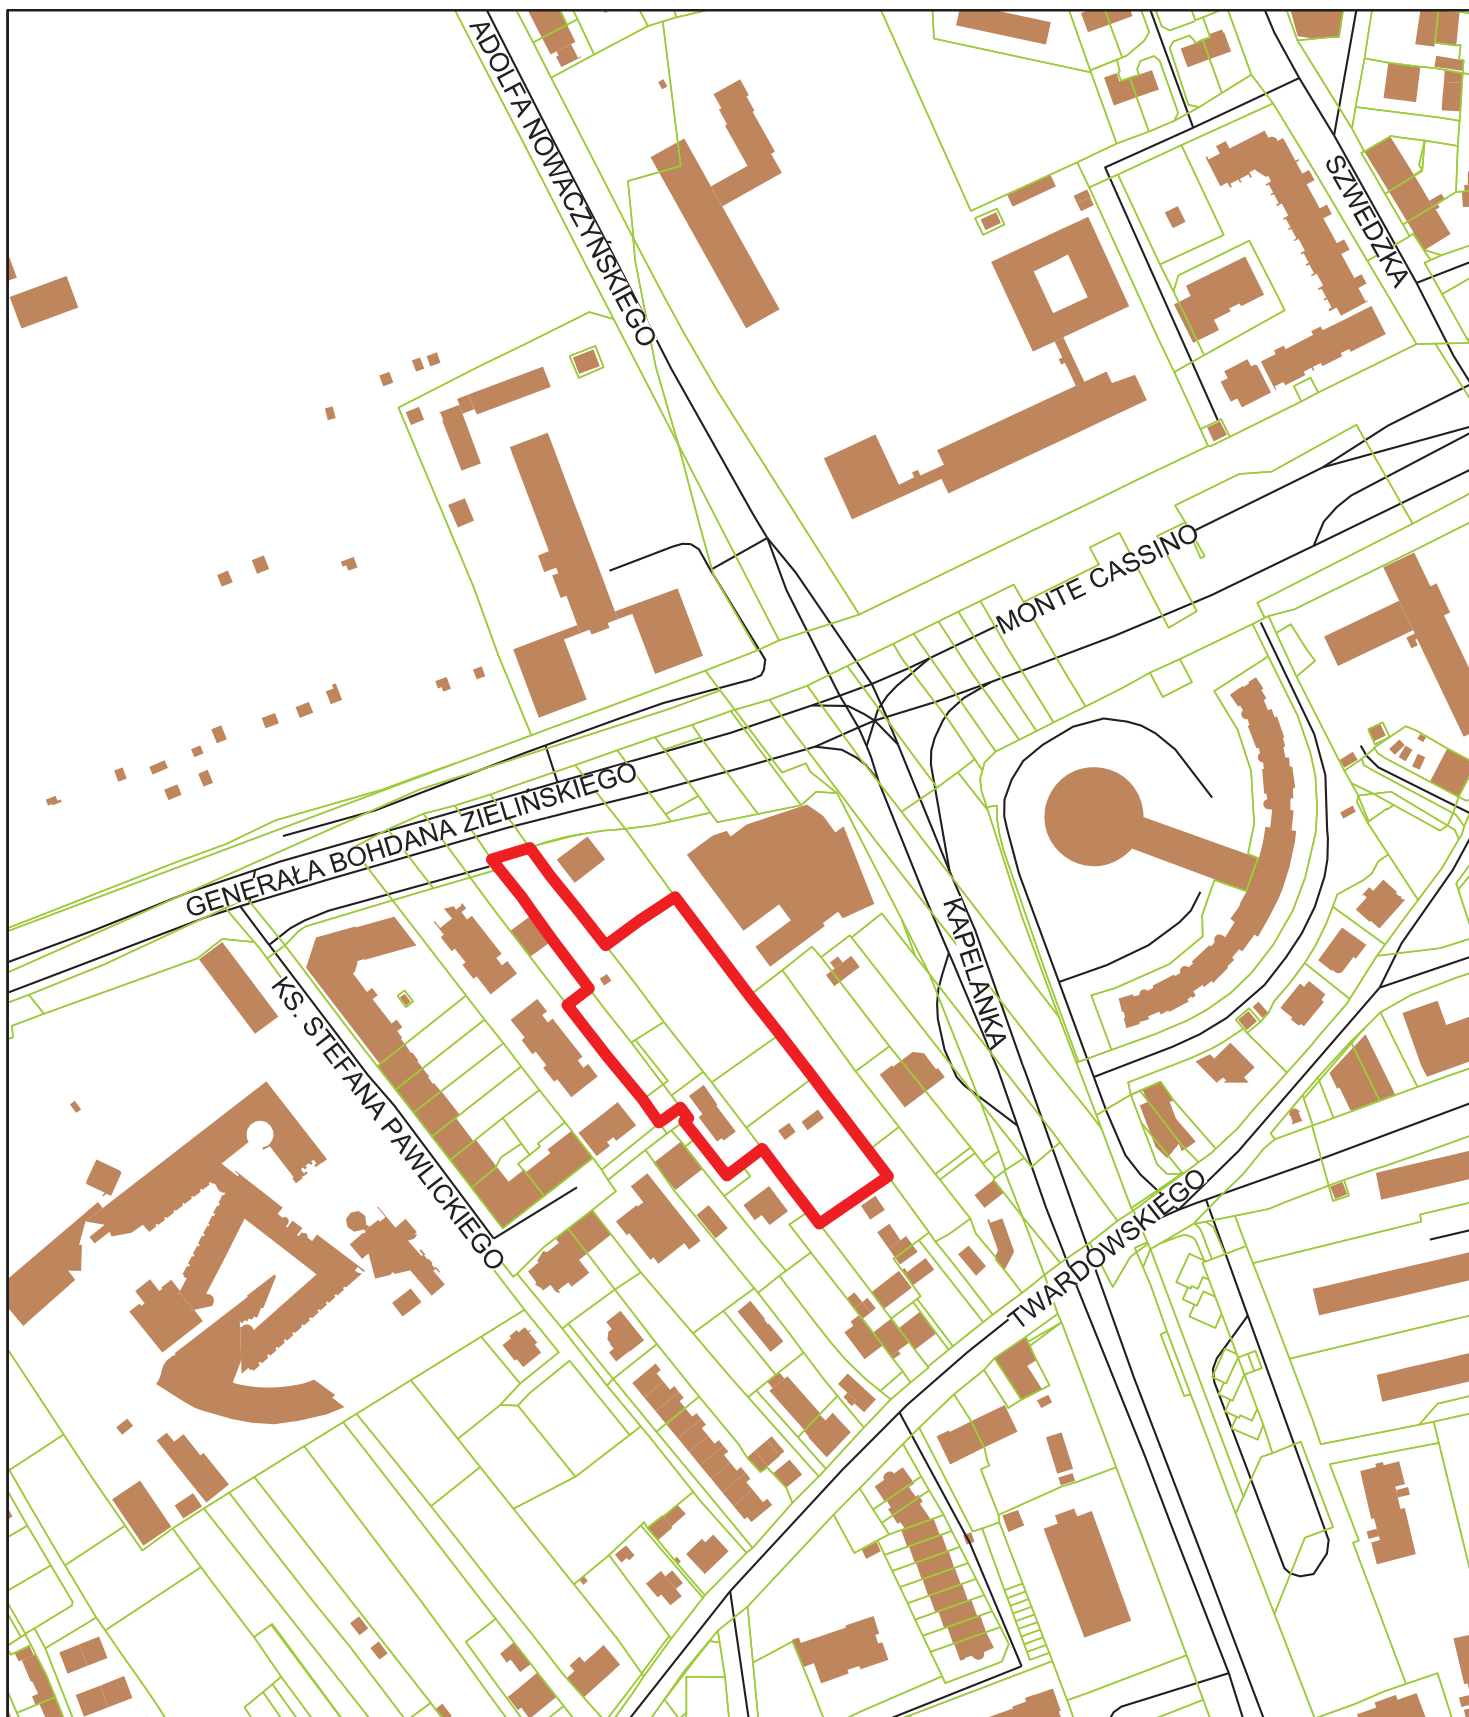 ADOLFA NOWACZYŃSKIEGO
SZWEDZKA
MONTE CASSINO
GENERAŁA BOHDANA ZIELIŃSKIEGO
KAPELANKA
KS. STEFANA PAWLICKIEGO
TWARDOWSKIEGO